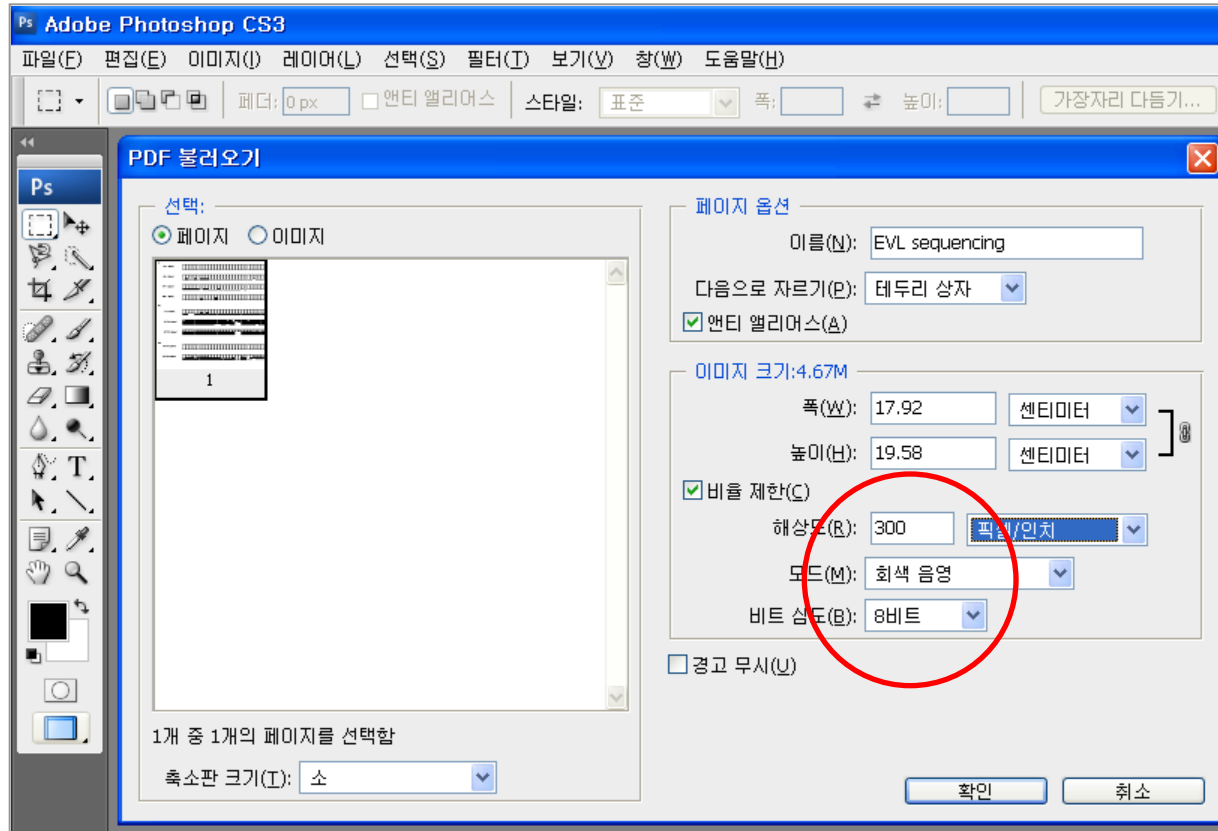 Ps Adobe Photoshop CS3
파일(F) 편집(E) 이미지(I) 레이어(L) 선택(S) 필터(T) 보기(V) 창(W) 도움말(H)
페더: 0 px 앤티 앨리어스 스타일: 표준 폭: 높이: 가장자리 다듬기...
PDF 불러오기
Ps
선택:
페이지 이미지
1
1개 중 1개의 페이지를 선택함
축소판 크기(T): 소
페이지 옵션
이름(N): EVL sequencing
다음으로 자르기(P): 테두리 상자
앤티 앨리어스(A)
이미지 크기:4.67M
폭(W): 17.92 센티미터
높이(H): 19.58 센티미터
비율 제한(C)
해상도(R): 300 픽셀/인치
모드(M): 회색 음영
비트 심도(B): 8비트
경고 무시(U)
확인 취소